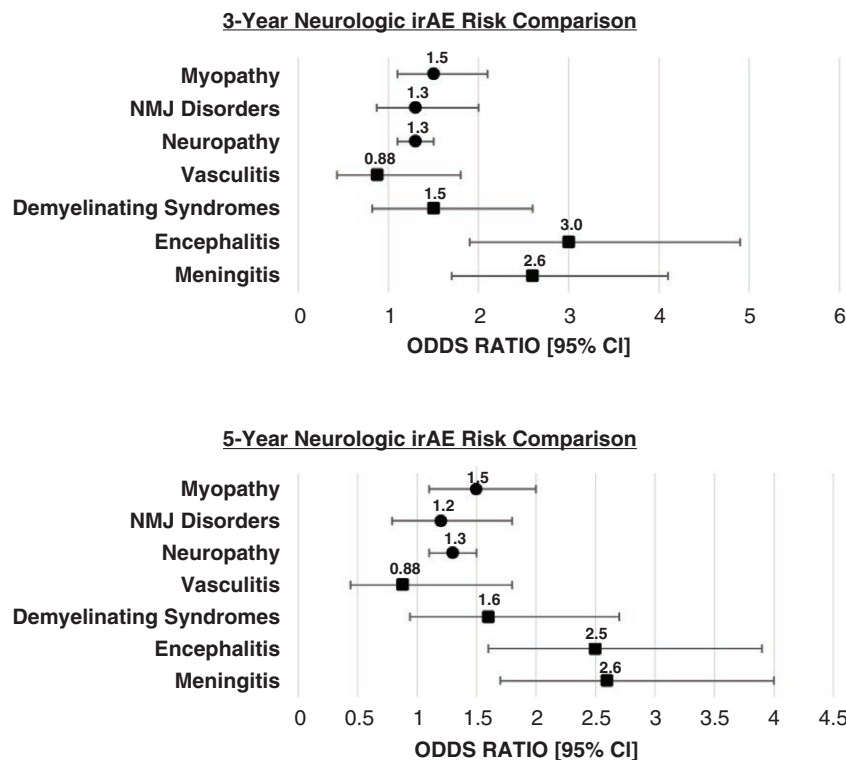 3-Year Neurologic irAE Risk Comparison
Myopathy
1.5
NMJ Disorders
1.3
Neuropathy
1.3
Vasculitis
0.88
Demyelinating Syndromes
1.5
Encephalitis
3.0
Meningitis
2.6
0 1 2 3 4 5 6
ODDS RATIO [95% CI]
5-Year Neurologic irAE Risk Comparison
Myopathy
1.5
NMJ Disorders
1.2
Neuropathy
1.3
Vasculitis
0.88
Demyelinating Syndromes
1.6
Encephalitis
2.5
Meningitis
2.6
0 0.5 1 1.5 2 2.5 3 3.5 4 4.5
ODDS RATIO [95% CI]